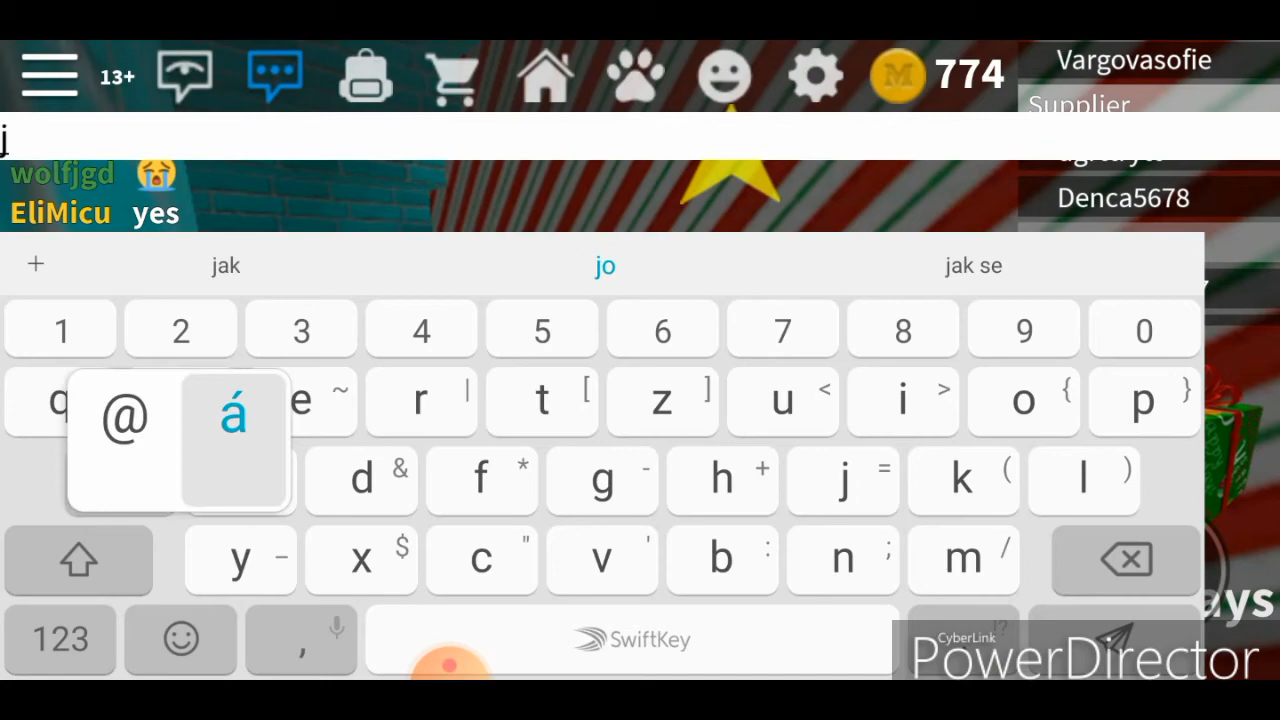 13+
774
Vargovasofie
Supplier
j
wolfjgd 😭
Denca5678
EliMicu yes
+ jak jo jak se
1 2 3 4 5 6 7 8 9 0
q e ~ r | t [ z ] u < i > o { p }
@ á
d & f * g - h + j = k ( l )
y _ x $ c " v ' b : n ; m /
ays
123 , SwiftKey !?
CyberLink
PowerDirector